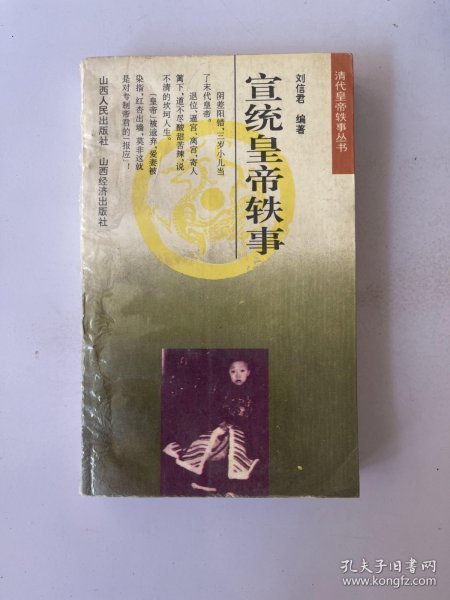 清代皇帝轶事丛书
刘信君 编著
宣统皇帝轶事
阴差阳错，三岁小儿当
了末代皇帝。
退位、逼宫、离宫，寄人
篱下，道不尽酸甜苦辣，说
不清的坎坷人生。
〔皇帝〕被遗弃，爱妻被
染指，红杏出墙，莫非这就
是对专制帝君的〔报应〕！
山西人民出版社 山西经济出版社
孔夫子旧书网
www.kongfz.com